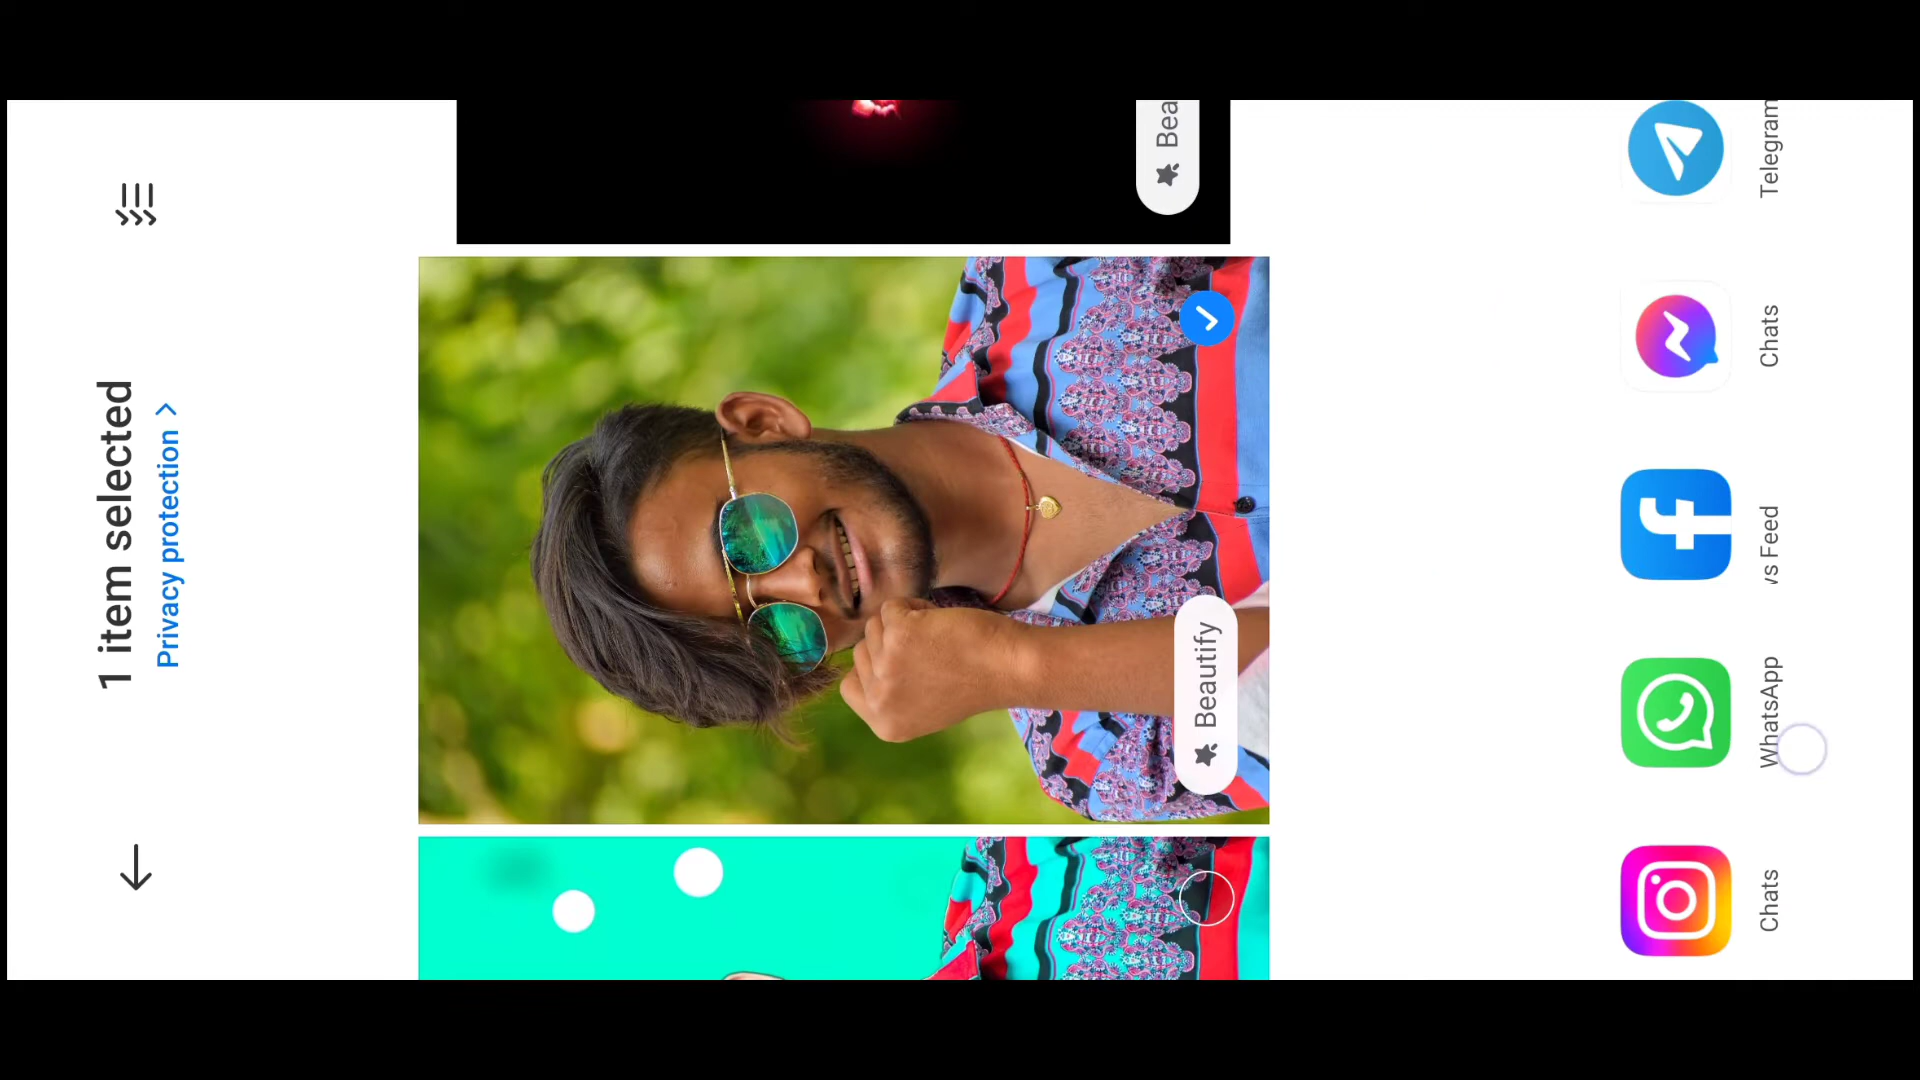 1 item selected
Privacy protection >
Beautify
Bea
Chats
WhatsApp
vs Feed
Chats
Telegram